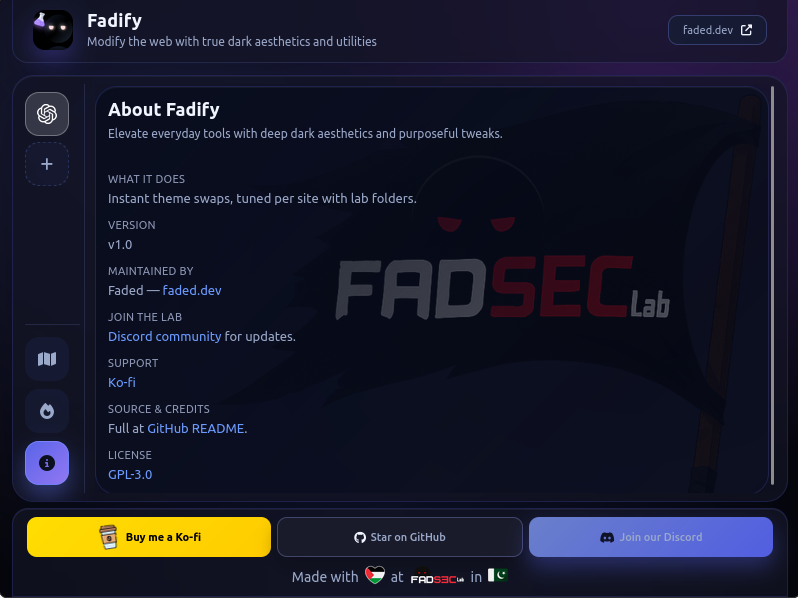 Fadify
Modify the web with true dark aesthetics and utilities
faded.dev
About Fadify
Elevate everyday tools with deep dark aesthetics and purposeful tweaks.
WHAT IT DOES
Instant theme swaps, tuned per site with lab folders.
VERSION
v1.0
MAINTAINED BY
Faded — faded.dev
JOIN THE LAB
Discord community for updates.
SUPPORT
Ko-fi
SOURCE & CREDITS
Full at GitHub README.
LICENSE
GPL-3.0
FADSEC Lab
Buy me a Ko-fi
Star on GitHub
Join our Discord
Made with at FADSEC Lab in